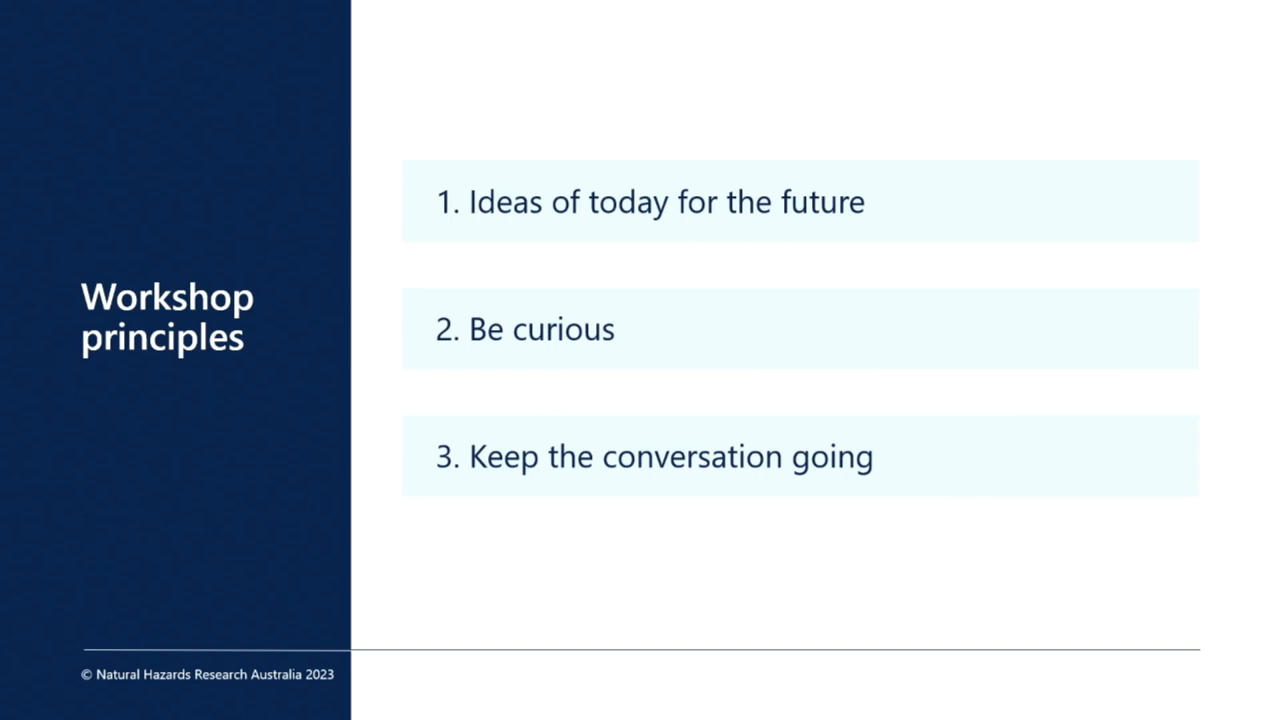 Workshop
principles
1. Ideas of today for the future
2. Be curious
3. Keep the conversation going
© Natural Hazards Research Australia 2023